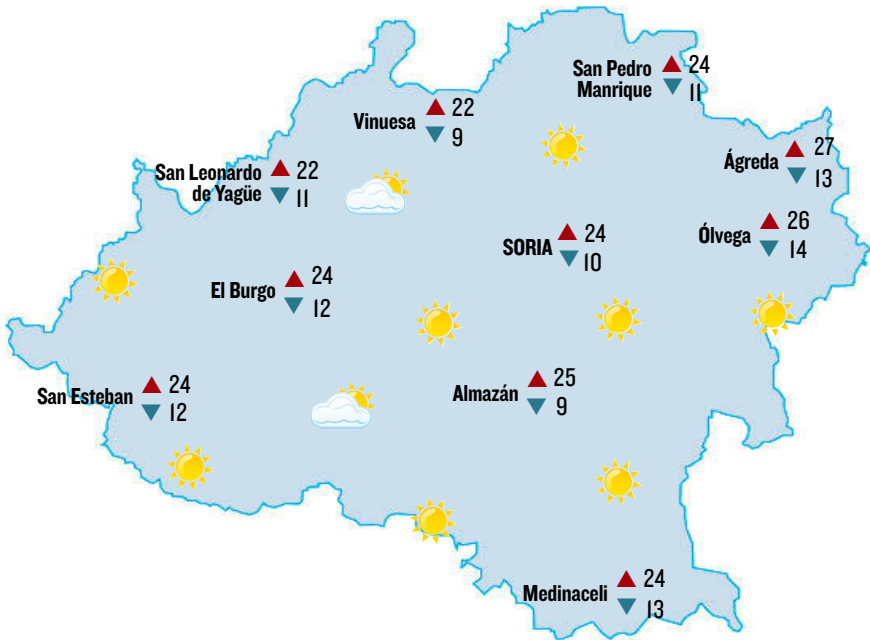 San Pedro
Manrique
24
11
Vinuesa
22
9
Ágreda
27
13
San Leonardo
de Yagüe
22
11
Ólvega
26
14
SORIA
24
10
El Burgo
24
12
San Esteban
24
12
Almazán
25
9
Medinaceli
24
13